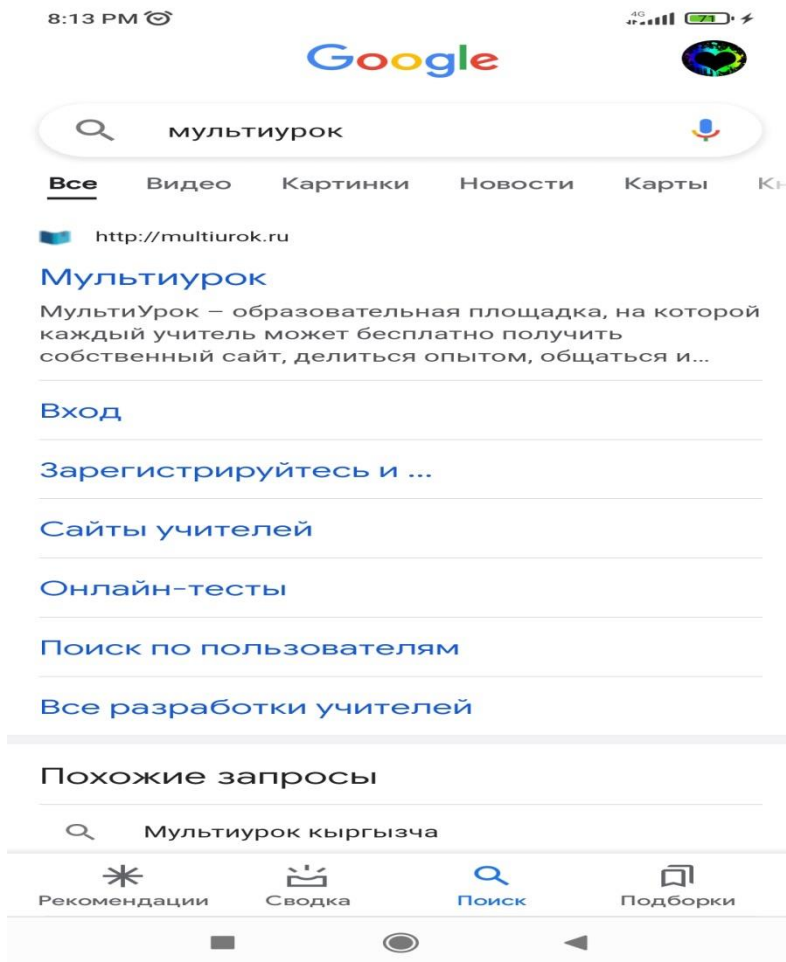 8:13 PM
4G
71
Google
мультиурок
Все Видео Картинки Новости Карты
http://multiurok.ru
Мультиурок
МультиУрок – образовательная площадка, на которой
каждый учитель может бесплатно получить
собственный сайт, делиться опытом, общаться и...
Вход
Зарегистрируйтесь и ...
Сайты учителей
Онлайн-тесты
Поиск по пользователям
Все разработки учителей
Похожие запросы
Мультиурок кыргызча
Рекомендации Сводка Поиск Подборки